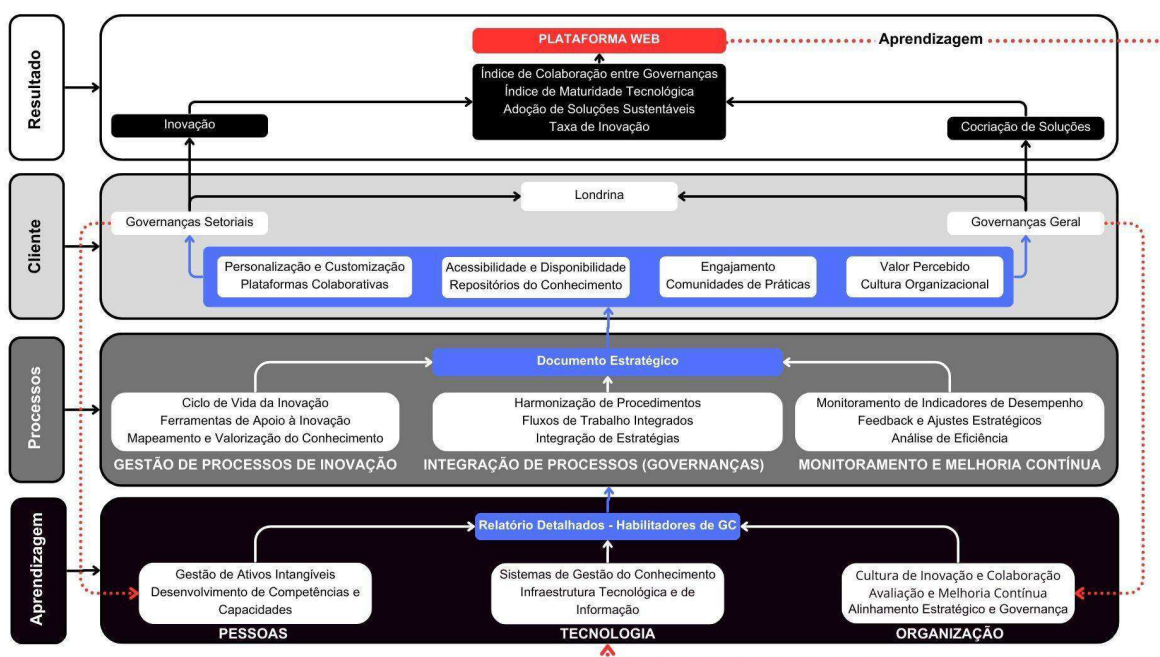 Resultado
PLATAFORMA WEB
Aprendizagem
Índice de Colaboração entre Governanças
Índice de Maturidade Tecnológica
Adoção de Soluções Sustentáveis
Taxa de Inovação
Inovação
Cocriação de Soluções
Cliente
Londrina
Governanças Setoriais
Governanças Geral
Personalização e Customização
Plataformas Colaborativas
Acessibilidade e Disponibilidade
Repositórios do Conhecimento
Engajamento
Comunidades de Práticas
Valor Percebido
Cultura Organizacional
Processos
Documento Estratégico
Ciclo de Vida da Inovação
Ferramentas de Apoio à Inovação
Mapeamento e Valorização do Conhecimento
GESTÃO DE PROCESSOS DE INOVAÇÃO
Harmonização de Procedimentos
Fluxos de Trabalho Integrados
Integração de Estratégias
INTEGRAÇÃO DE PROCESSOS (GOVERNANÇAS)
Monitoramento de Indicadores de Desempenho
Feedback e Ajustes Estratégicos
Análise de Eficiência
MONITORAMENTO E MELHORIA CONTÍNUA
Aprendizagem
Relatório Detalhados - Habilitadores de GC
Gestão de Ativos Intangíveis
Desenvolvimento de Competências e
Capacidades
PESSOAS
Sistemas de Gestão do Conhecimento
Infraestrutura Tecnológica e de
Informação
TECNOLOGIA
Cultura de Inovação e Colaboração
Avaliação e Melhoria Contínua
Alinhamento Estratégico e Governança
ORGANIZAÇÃO